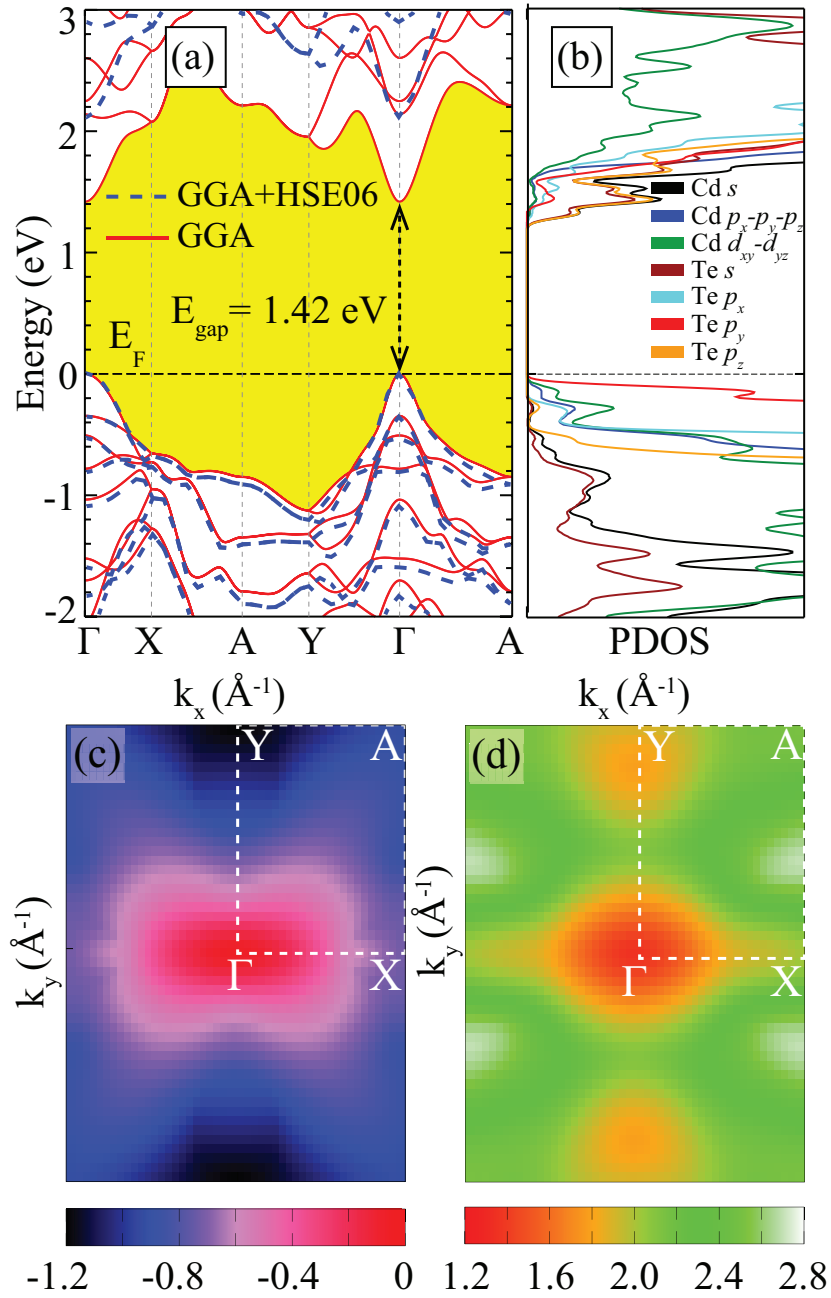 (a)
(b)
3
2
1
0
-1
-2
Energy (eV)
GGA+HSE06
GGA
E_gap = 1.42 eV
E_F
Γ X A Y Γ A
Cd s
Cd p_x-p_y-p_z
Cd d_xy-d_yz
Te s
Te p_x
Te p_y
Te p_z
PDOS
k_x (Å⁻¹)
k_x (Å⁻¹)
(c)
Y
A
Γ
X
k_y (Å⁻¹)
(d)
Y
A
Γ
X
k_y (Å⁻¹)
-1.2 -0.8 -0.4 0
1.2 1.6 2.0 2.4 2.8